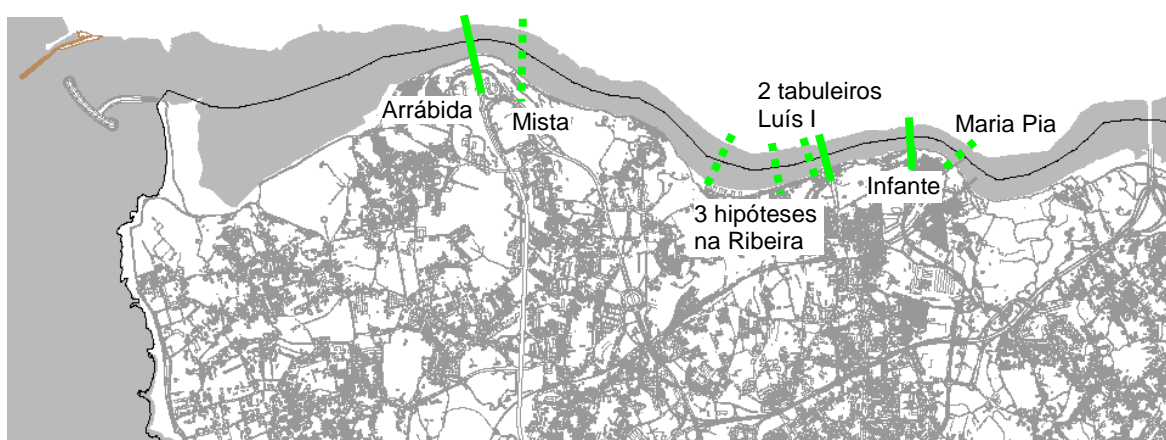 Arrábida
Mista
2 tabuleiros
Luís I
Maria Pia
Infante
3 hipóteses
na Ribeira